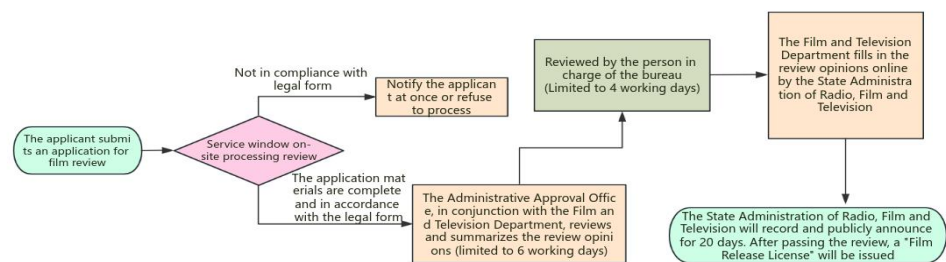 The applicant submi
ts an application for
film review
Service window on-
site processing review
Not in compliance with
legal form
Notify the applican
t at once or refuse
to process
The application mat
erials are complete
and in accordance
with the legal form
The Administrative Approval Offic
e, in conjunction with the Film an
d Television Department, reviews
and summarizes the review opini
ons (limited to 6 working days)
Reviewed by the person in
charge of the bureau
(Limited to 4 working days)
The Film and Television
Department fills in the
review opinions online
by the State Administra
tion of Radio, Film and
Television
The State Administration of Radio, Film and
Television will record and publicly announce
for 20 days. After passing the review, a "Film
Release License" will be issued